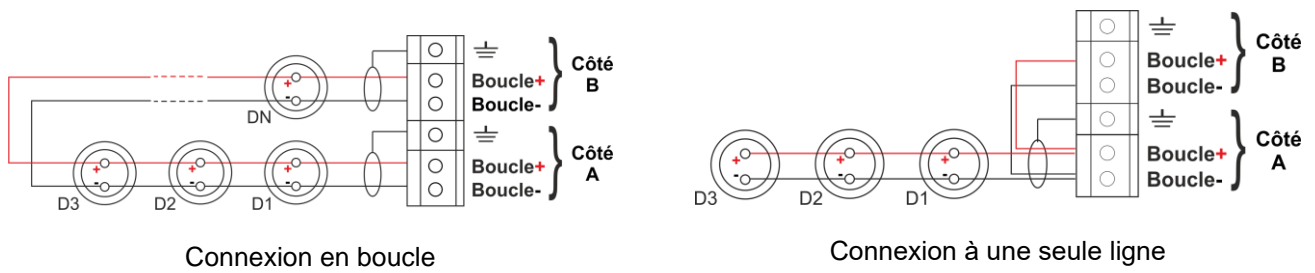 Boucle+
Boucle-
Côté
B
DN
+
-
Boucle+
Boucle-
Côté
A
+
-
+
-
+
-
D3
D2
D1
Connexion en boucle
Boucle+
Boucle-
Côté
B
Boucle+
Boucle-
Côté
A
+
-
+
-
+
-
D3
D2
D1
Connexion à une seule ligne